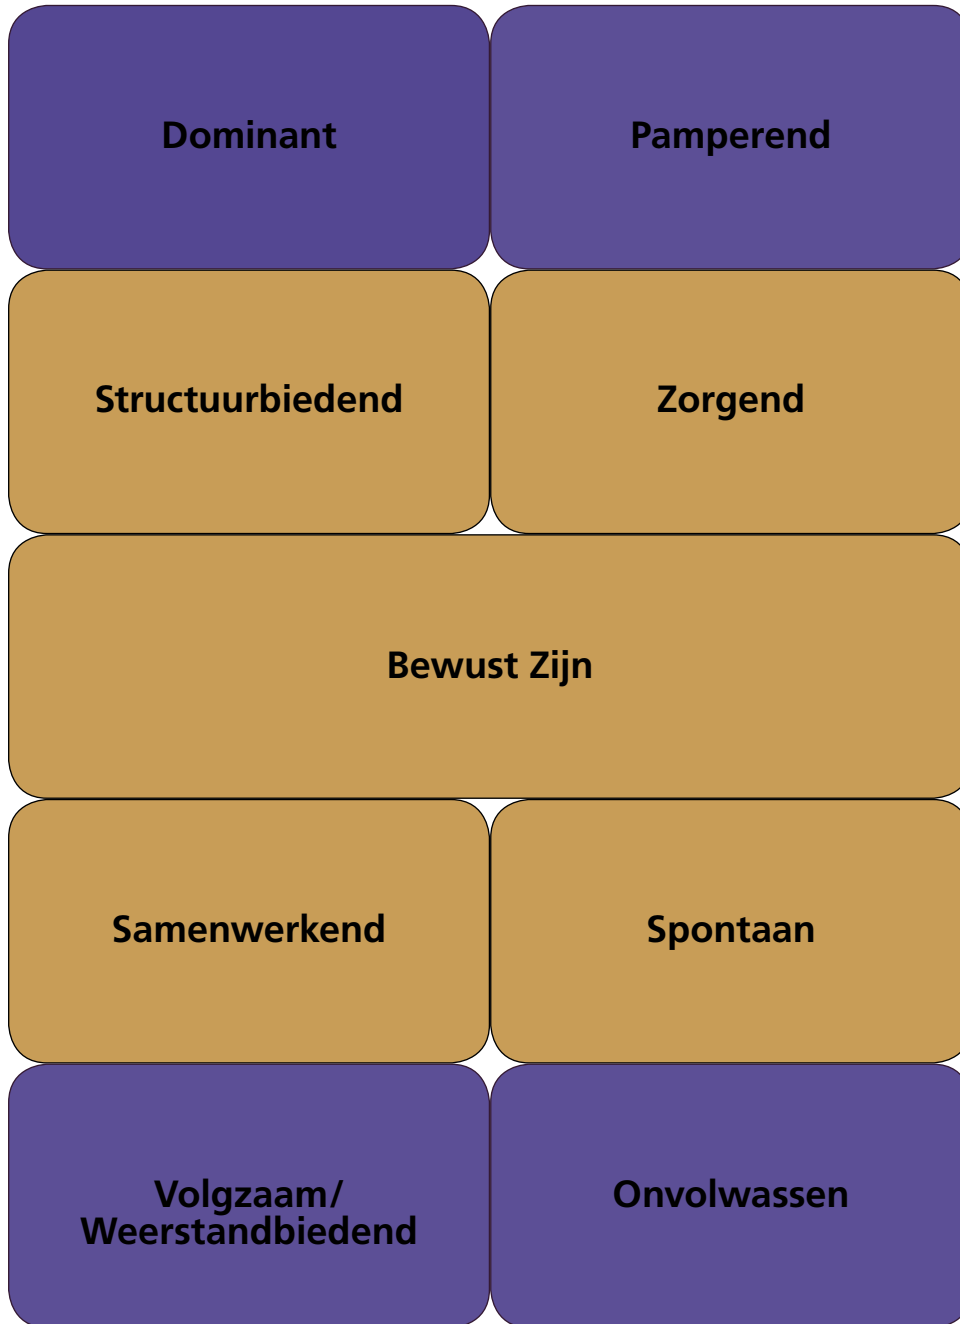 Dominant
Pamperend
Structuurbiedend
Zorgend
Bewust Zijn
Samenwerkend
Spontaan
Volgzaam/
Weerstandbiedend
Onvolwassen